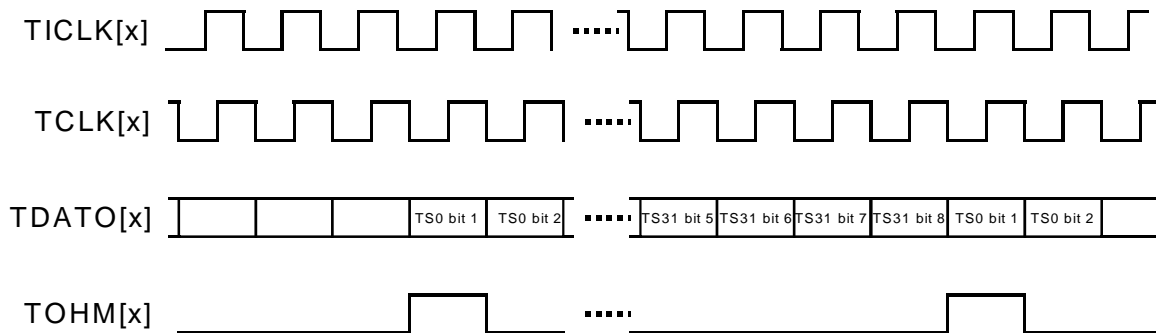 TICLK[x]
TCLK[x]
TDATO[x] TS0 bit 1 TS0 bit 2 TS31 bit 5 TS31 bit 6 TS31 bit 7 TS31 bit 8 TS0 bit 1 TS0 bit 2
TOHM[x]